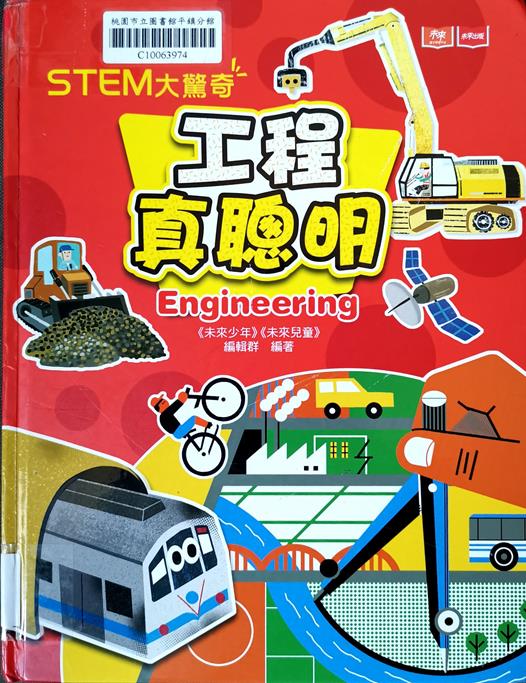 桃園市立圖書館平鎮分館
C10063974
未來
未來出版
STEM大驚奇
工程
真聰明
Engineering
《未來少年》《未來兒童》
編輯群 編著